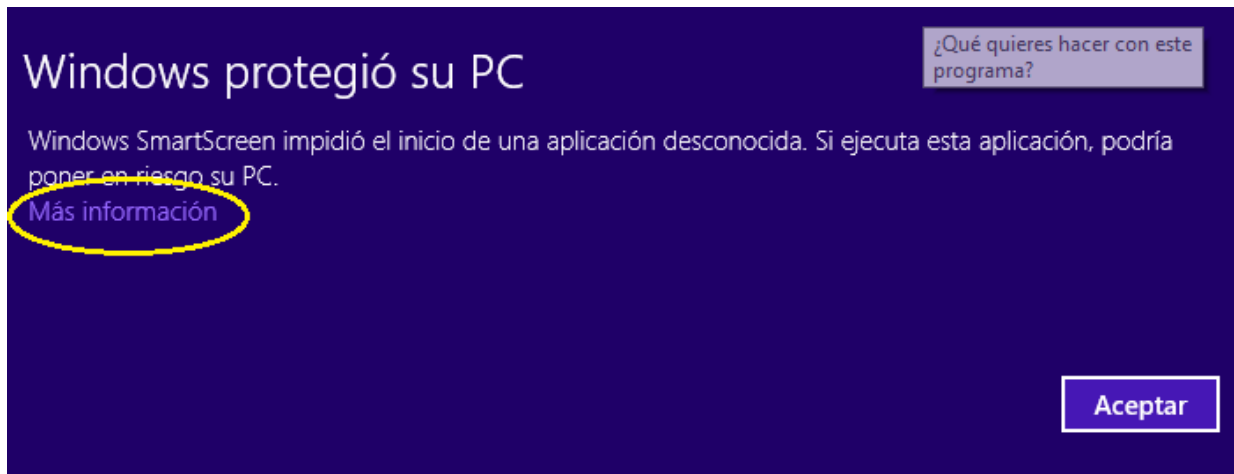 Windows protegió su PC
¿Qué quieres hacer con este
programa?
Windows SmartScreen impidió el inicio de una aplicación desconocida. Si ejecuta esta aplicación, podría
poner en riesgo su PC.
Más información
Aceptar